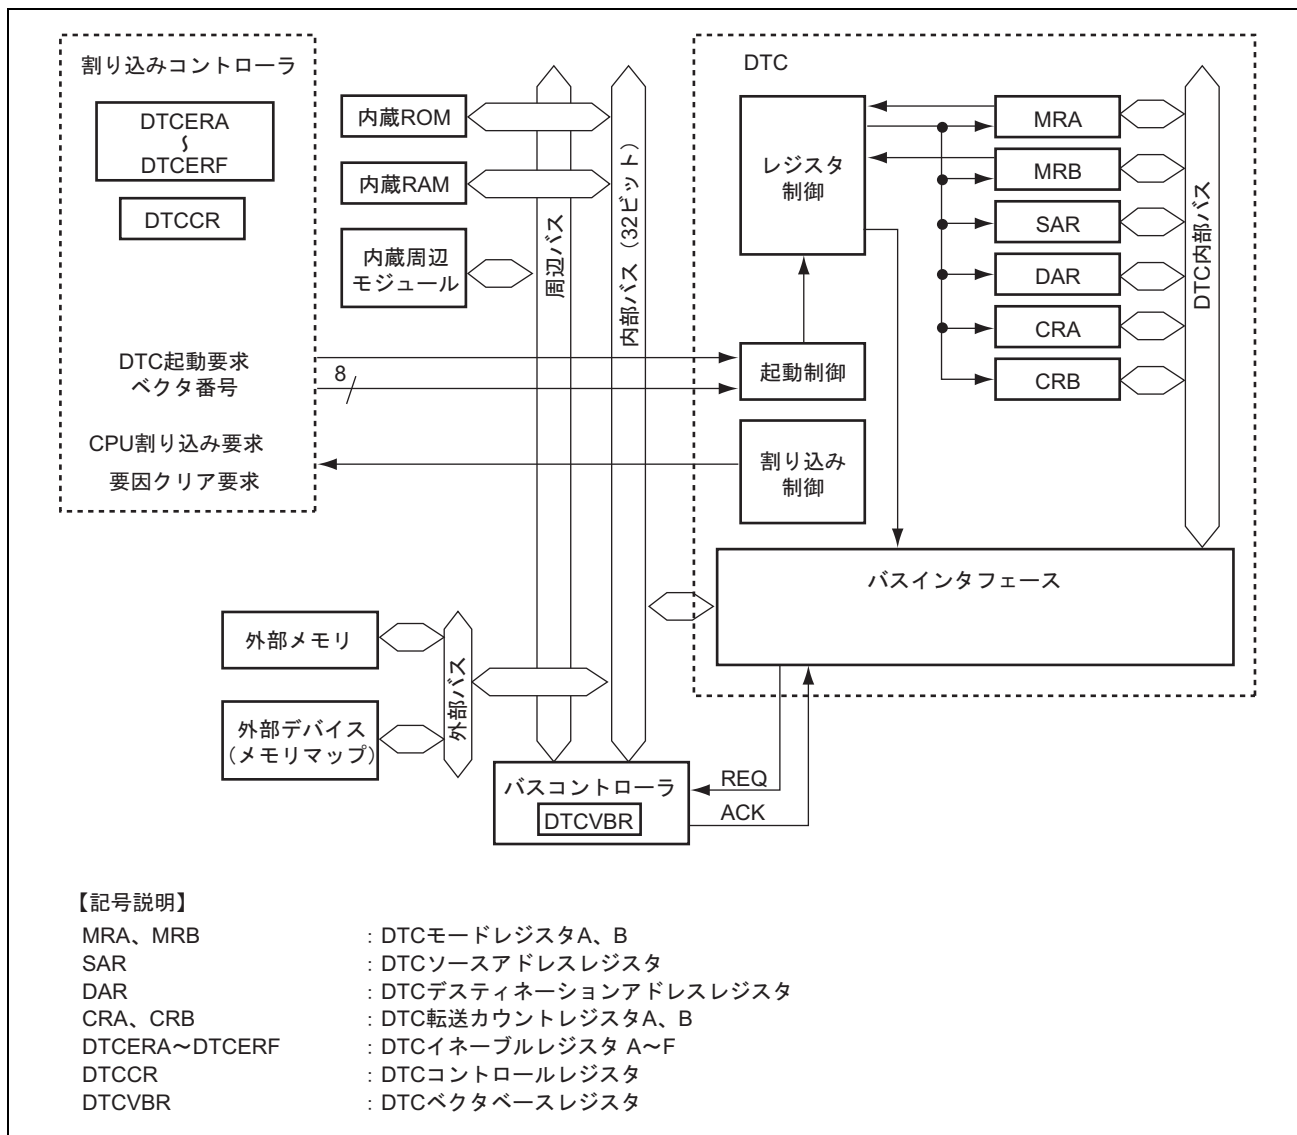 割り込みコントローラ
DTCERA
〜
DTCERF
DTCCR
DTC起動要求
ベクタ番号
8
CPU割り込み要求
要因クリア要求
内蔵ROM
内蔵RAM
内蔵周辺
モジュール
周辺バス
内部バス（32ビット）
DTC
レジスタ
制御
起動制御
割り込み
制御
MRA
MRB
SAR
DAR
CRA
CRB
DTC内部バス
バスインタフェース
外部メモリ
外部デバイス
（メモリマップ）
外部バス
バスコントローラ
DTCVBR
REQ
ACK
【記号説明】
MRA、MRB : DTCモードレジスタA、B
SAR : DTCソースアドレスレジスタ
DAR : DTCデスティネーションアドレスレジスタ
CRA、CRB : DTC転送カウントレジスタA、B
DTCERA〜DTCERF : DTCイネーブルレジスタ A〜F
DTCCR : DTCコントロールレジスタ
DTCVBR : DTCベクタベースレジスタ